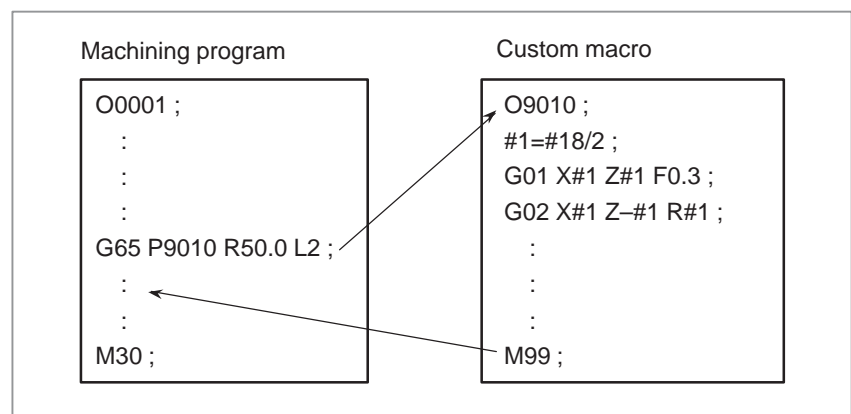 Machining program
O0001 ;
:
:
:
G65 P9010 R50.0 L2 ;
:
:
:
M30 ;
Custom macro
O9010 ;
#1=#18/2 ;
G01 X#1 Z#1 F0.3 ;
G02 X#1 Z–#1 R#1 ;
:
:
:
M99 ;